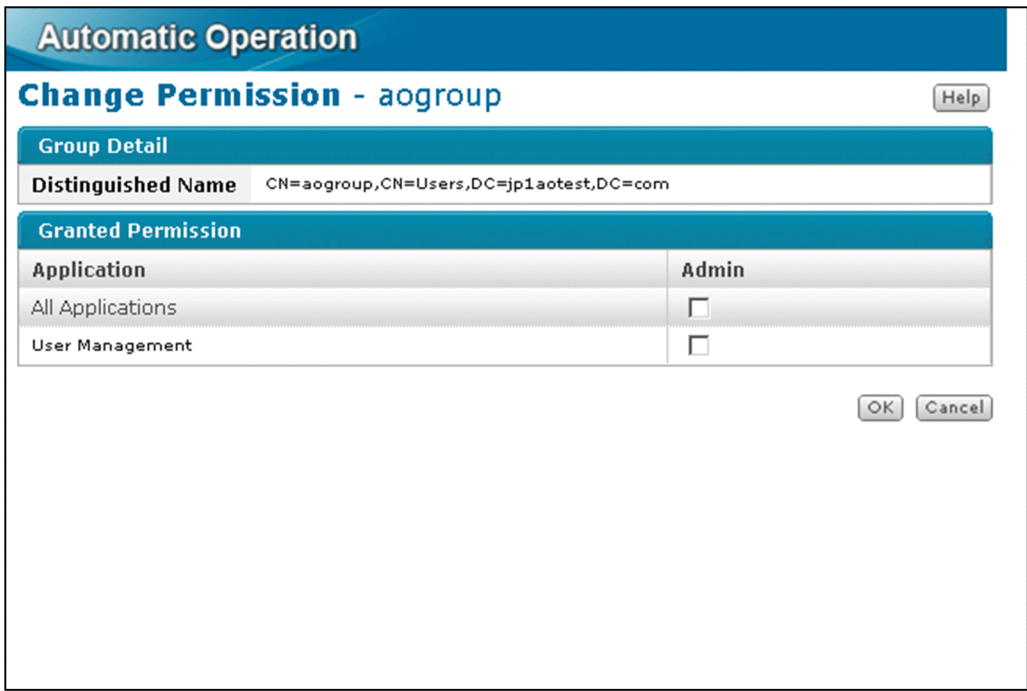 Automatic Operation
Change Permission - aogroup
Help
Group Detail
Distinguished Name CN=aogroup,CN=Users,DC=jp1aotest,DC=com
Granted Permission
Application Admin
All Applications
User Management
OK Cancel